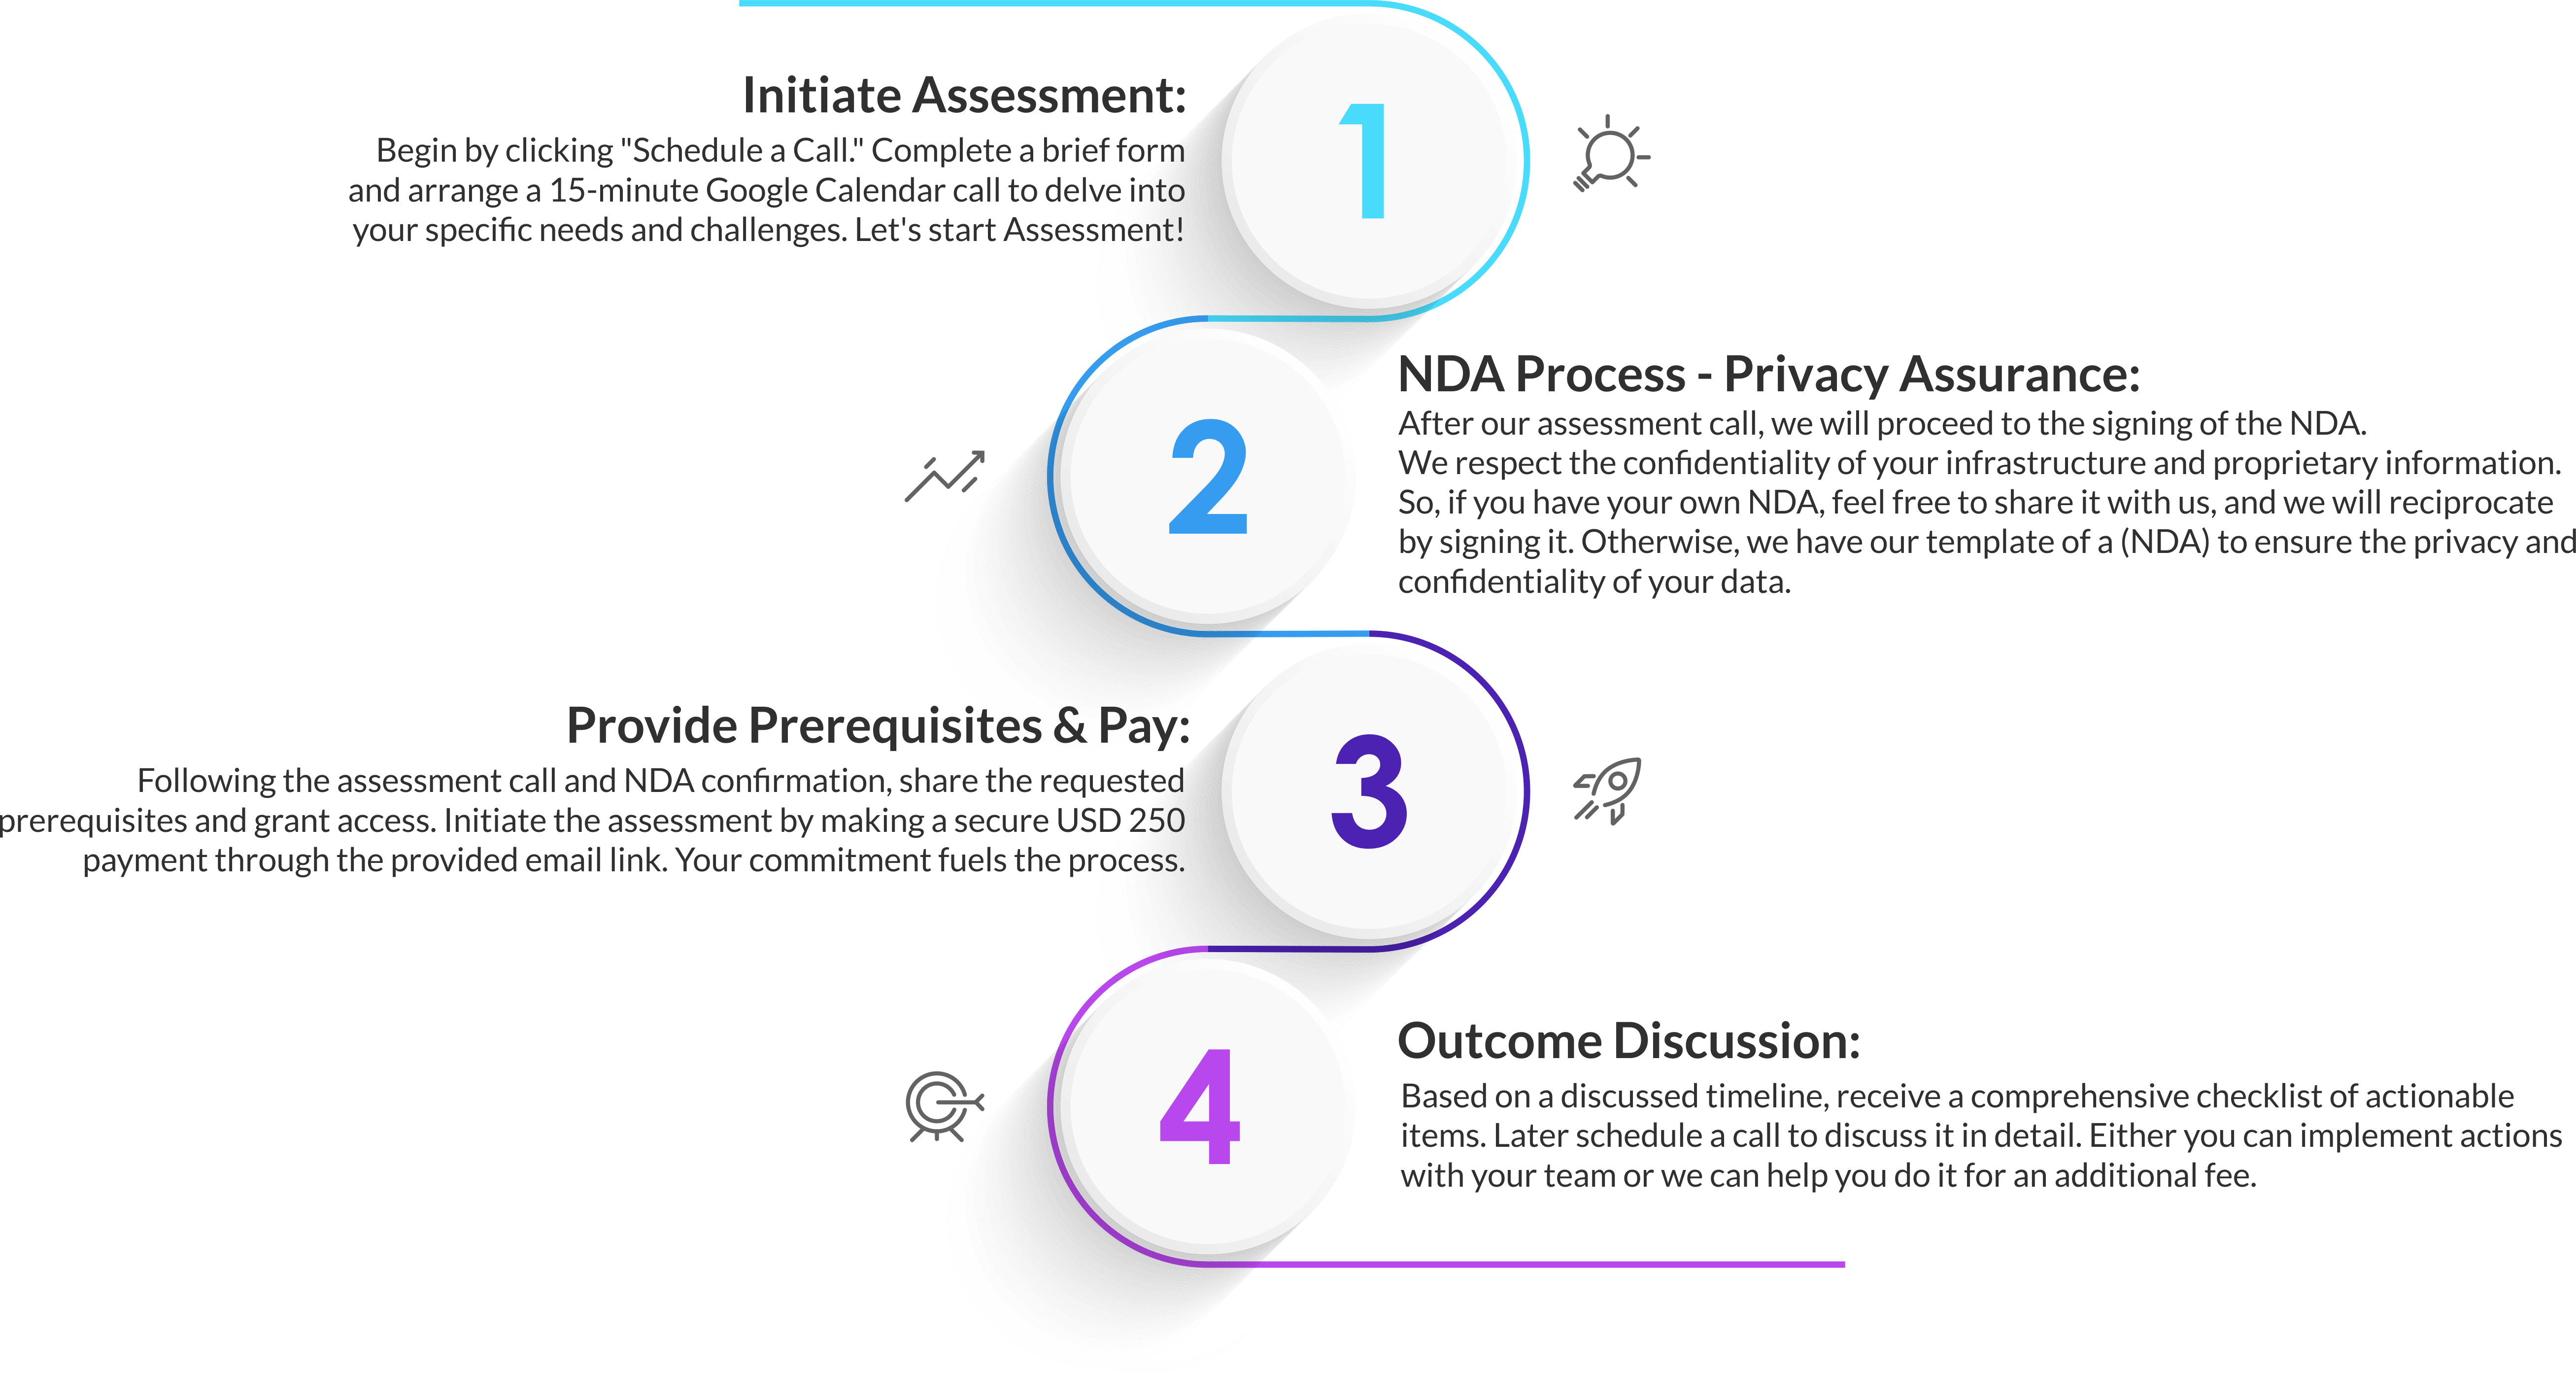 Initiate Assessment:
Begin by clicking "Schedule a Call." Complete a brief form
and arrange a 15-minute Google Calendar call to delve into
your specific needs and challenges. Let's start Assessment!
1
2
NDA Process - Privacy Assurance:
After our assessment call, we will proceed to the signing of the NDA.
We respect the confidentiality of your infrastructure and proprietary information.
So, if you have your own NDA, feel free to share it with us, and we will reciprocate
by signing it. Otherwise, we have our template of a (NDA) to ensure the privacy and
confidentiality of your data.
Provide Prerequisites & Pay:
Following the assessment call and NDA confirmation, share the requested
prerequisites and grant access. Initiate the assessment by making a secure USD 250
payment through the provided email link. Your commitment fuels the process.
3
4
Outcome Discussion:
Based on a discussed timeline, receive a comprehensive checklist of actionable
items. Later schedule a call to discuss it in detail. Either you can implement actions
with your team or we can help you do it for an additional fee.